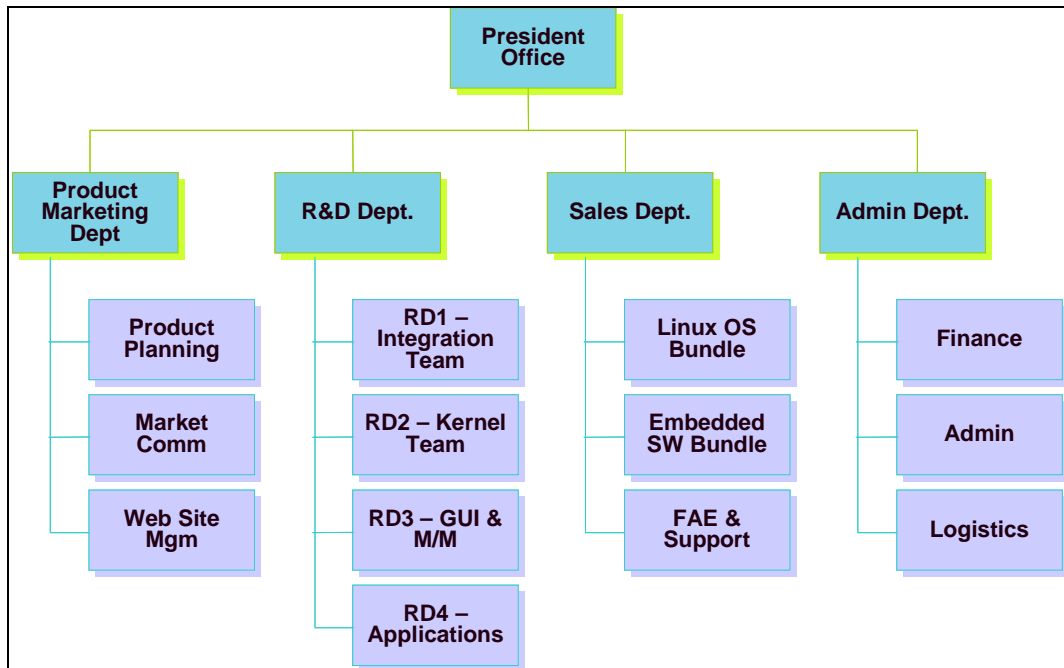 President
Office
Product
Marketing
Dept
R&D Dept.
Sales Dept.
Admin Dept.
Product
Planning
Market
Comm
Web Site
Mgm
RD1 –
Integration
Team
RD2 – Kernel
Team
RD3 – GUI &
M/M
RD4 –
Applications
Linux OS
Bundle
Embedded
SW Bundle
FAE &
Support
Finance
Admin
Logistics